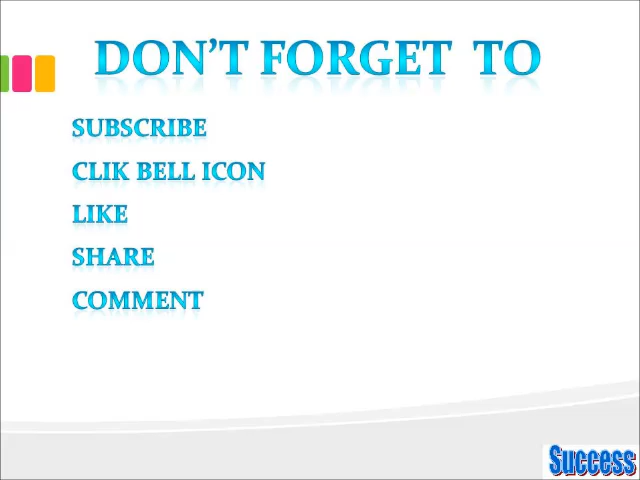 DON'T FORGET TO
SUBSCRIBE
CLIK BELL ICON
LIKE
SHARE
COMMENT
Success